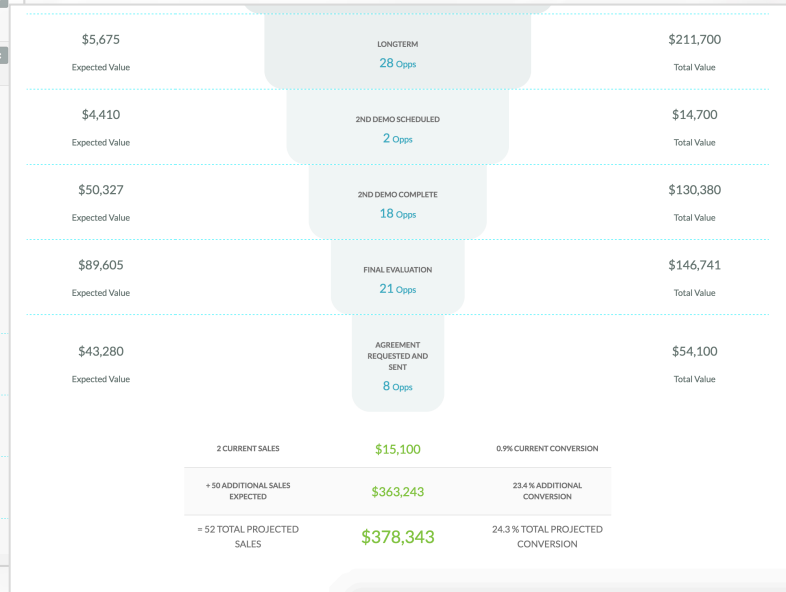 $5,675
Expected Value
LONGTERM
28 Opps
$211,700
Total Value
$4,410
Expected Value
2ND DEMO SCHEDULED
2 Opps
$14,700
Total Value
$50,327
Expected Value
2ND DEMO COMPLETE
18 Opps
$130,380
Total Value
$89,605
Expected Value
FINAL EVALUATION
21 Opps
$146,741
Total Value
$43,280
Expected Value
AGREEMENT
REQUESTED AND
SENT
8 Opps
$54,100
Total Value
2 CURRENT SALES
$15,100
0.9% CURRENT CONVERSION
+ 50 ADDITIONAL SALES
EXPECTED
$363,243
23.4 % ADDITIONAL
CONVERSION
= 52 TOTAL PROJECTED
SALES
$378,343
24.3 % TOTAL PROJECTED
CONVERSION